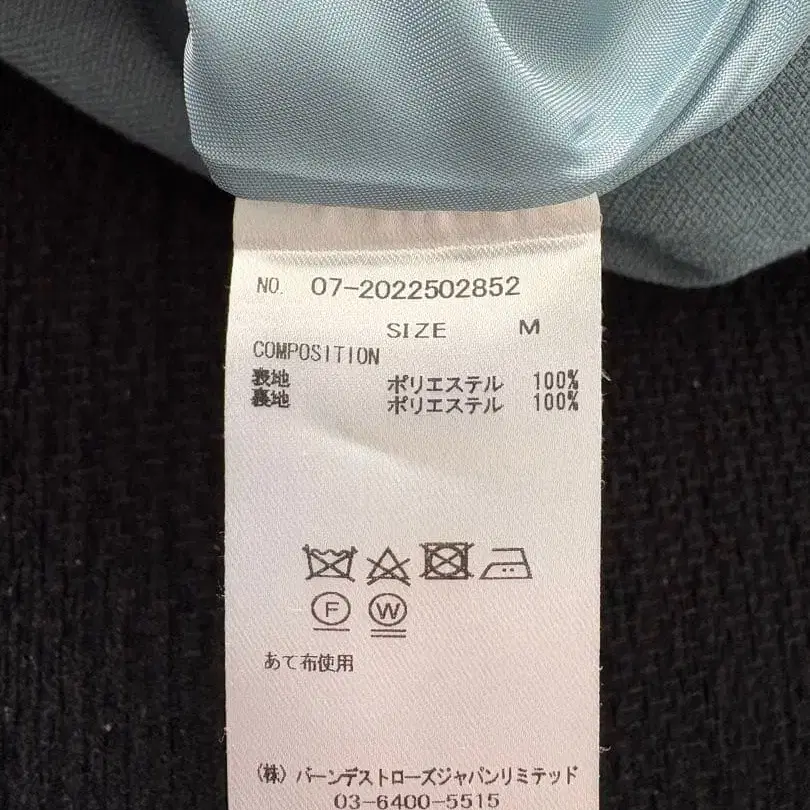 NO. 07-2022502852
SIZE M
COMPOSITION
表地 ポリエステル 100%
裏地 ポリエステル 100%
F W
あて布使用
(株) バーンデストローズジャパンリミテッド
03-6400-5515